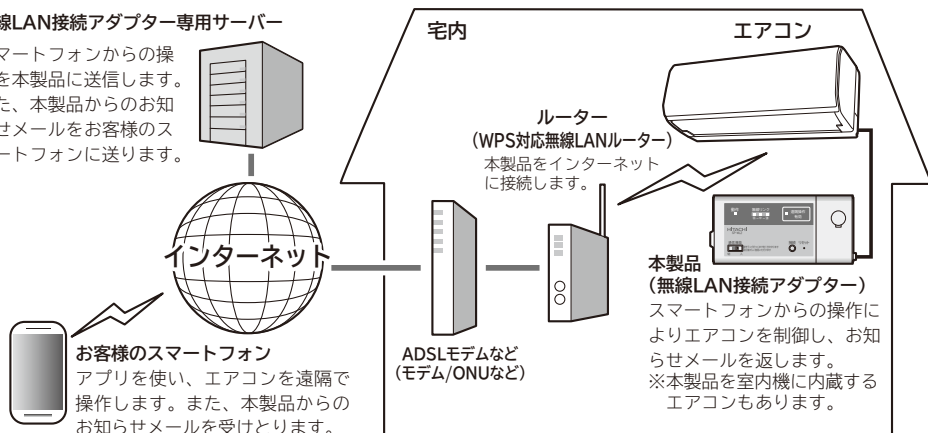 線LAN接続アダプター専用サーバー
マートフォンからの操
を本製品に送信します。
た、本製品からのお知
せメールをお客様のス
ートフォンに送ります。
インターネット
お客様のスマートフォン
アプリを使い、エアコンを遠隔で
操作します。また、本製品からの
お知らせメールを受けとります。
宅内
エアコン
ルーター
(WPS対応無線LANルーター)
本製品をインターネット
に接続します。
ADSLモデムなど
(モデム/ONUなど)
HITACHI
本製品
(無線LAN接続アダプター)
スマートフォンからの操作に
よりエアコンを制御し、お知
らせメールを返します。
※本製品を室内機に内蔵する
エアコンもあります。